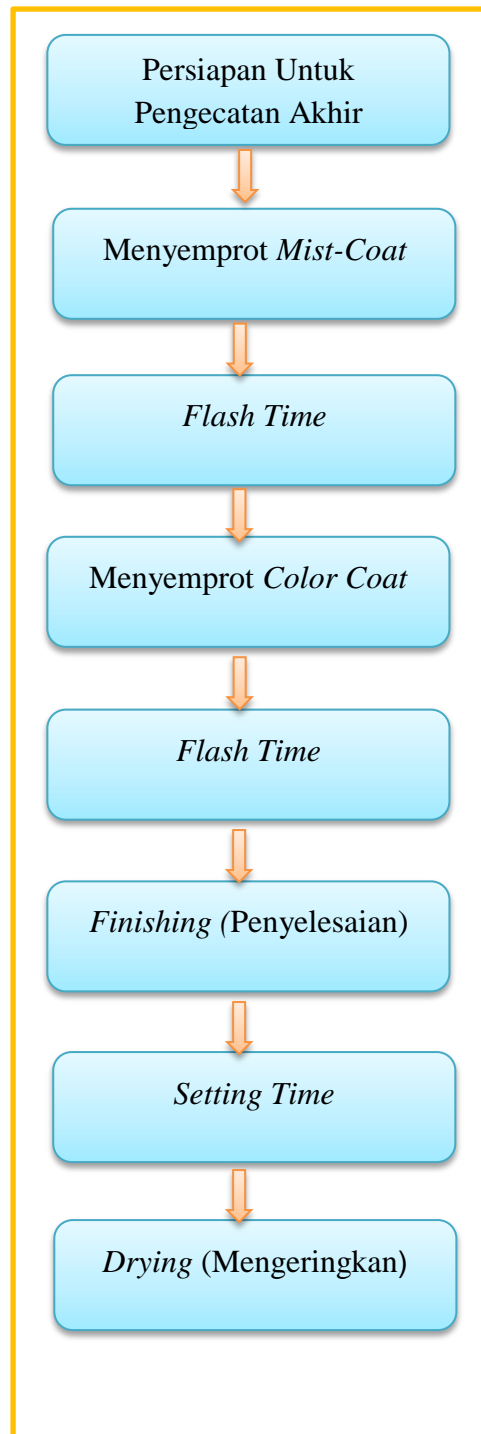 Persiapan Untuk
Pengecatan Akhir
Menyemprot Mist-Coat
Flash Time
Menyemprot Color Coat
Flash Time
Finishing (Penyelesaian)
Setting Time
Drying (Mengeringkan)